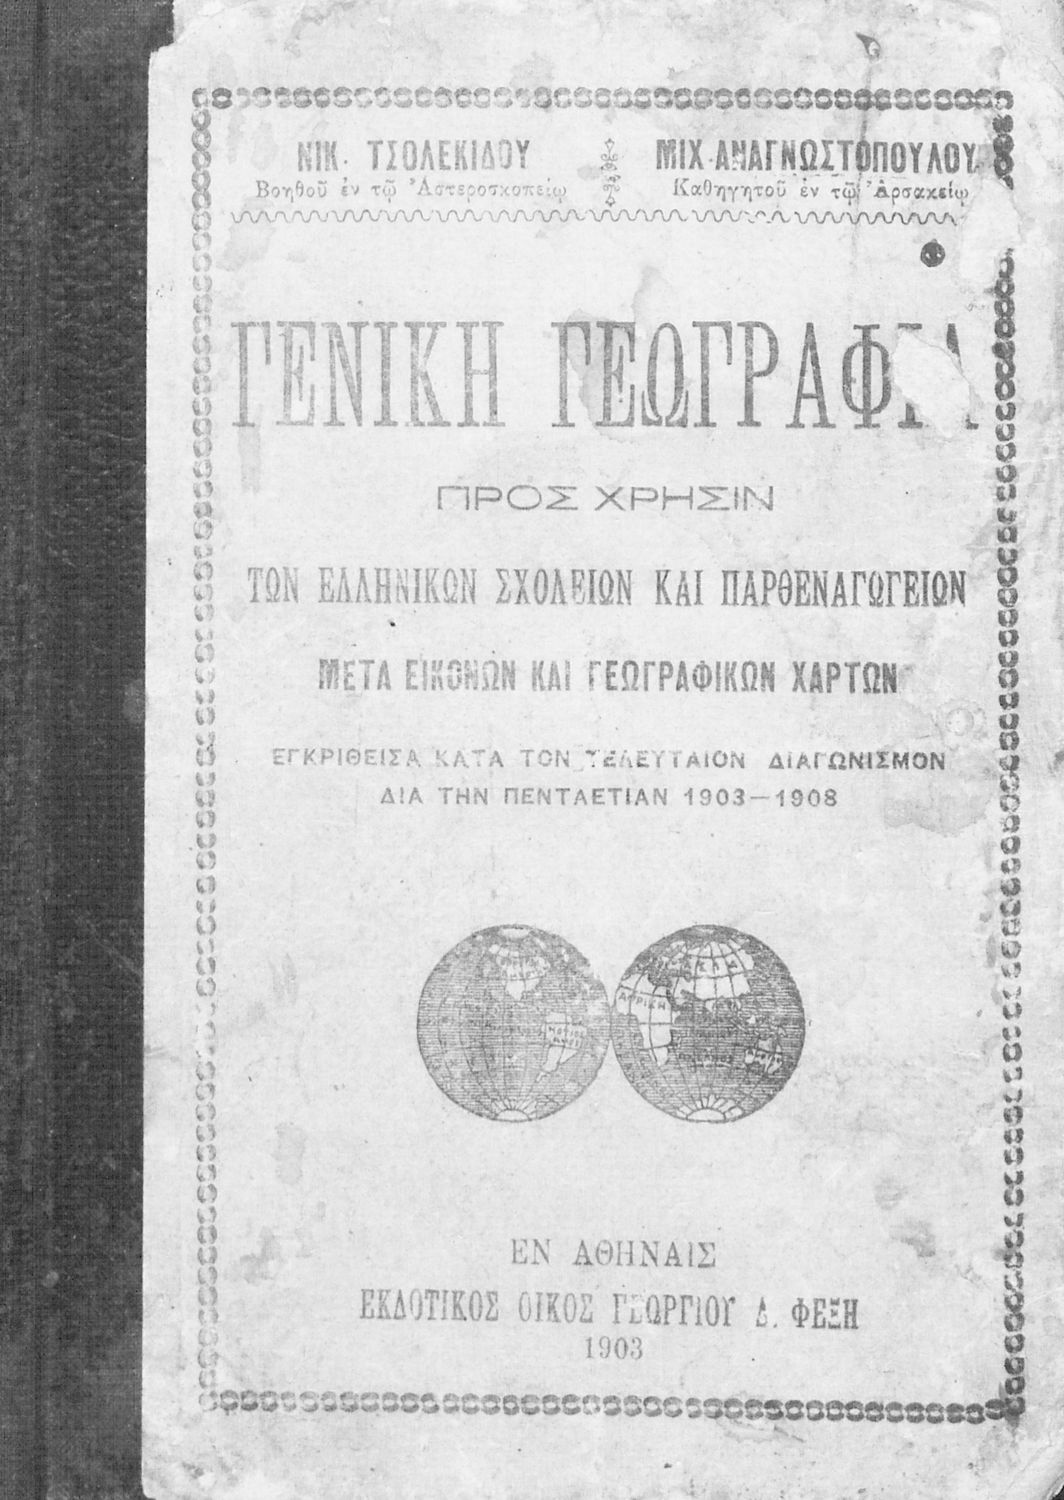 ΝΙΚ. ΤΣΟΛΕΚΙΔΟΥ
Βοηθοῦ ἐν τῷ Ἀστεροσκοπείῳ
ΜΙΧ. ΑΝΑΓΝΩΣΤΟΠΟΥΛΟΥ
Καθηγητοῦ ἐν τῷ Ἀρσακείῳ
ΓΕΝΙΚΗ ΓΕΩΓΡΑΦΙΑ
ΠΡΟΣ ΧΡΗΣΙΝ
ΤΩΝ ΕΛΛΗΝΙΚΩΝ ΣΧΟΛΕΙΩΝ ΚΑΙ ΠΑΡΘΕΝΑΓΩΓΕΙΩΝ
ΜΕΤΑ ΕΙΚΟΝΩΝ ΚΑΙ ΓΕΩΓΡΑΦΙΚΩΝ ΧΑΡΤΩΝ
ΕΓΚΡΙΘΕΙΣΑ ΚΑΤΑ ΤΟΝ ΤΕΛΕΥΤΑΙΟΝ ΔΙΑΓΩΝΙΣΜΟΝ
ΔΙΑ ΤΗΝ ΠΕΝΤΑΕΤΙΑΝ 1903—1908
ΑΣΙΑ
ΑΦΡΙΚΗ
ΕΝ ΑΘΗΝΑΙΣ
ΕΚΔΟΤΙΚΟΣ ΟΙΚΟΣ ΓΕΩΡΓΙΟΥ Δ. ΦΕΞΗ
1903